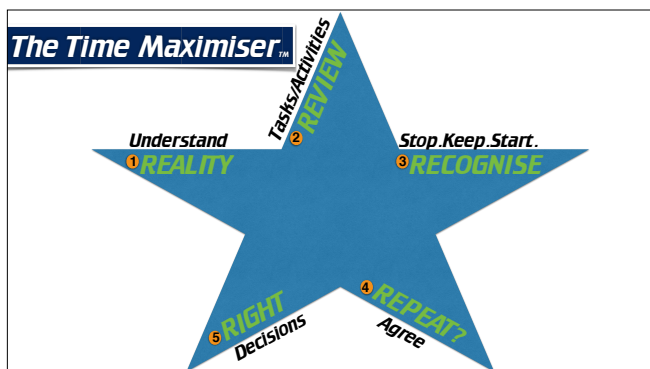 The Time Maximiser™
Understand
1 REALITY
Tasks/Activities
2 REVIEW
Stop.Keep.Start.
3 RECOGNISE
4 REPEAT?
Agree
5 RIGHT
Decisions